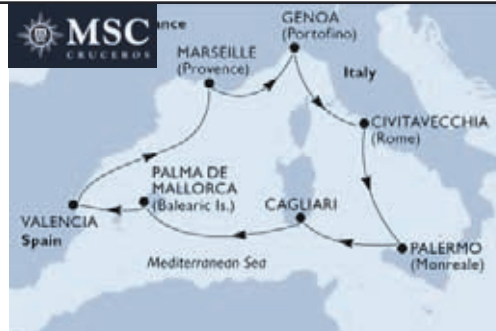 MSC
CRUCEROS
ance
GENOA
(Portofino)
MARSEILLE
(Provence)
Italy
CIVITAVECCHIA
(Rome)
PALMA DE
MALLORCA
(Balearic Is.)
CAGLIARI
VALENCIA
Spain
PALERMO
(Monreale)
Mediterranean Sea